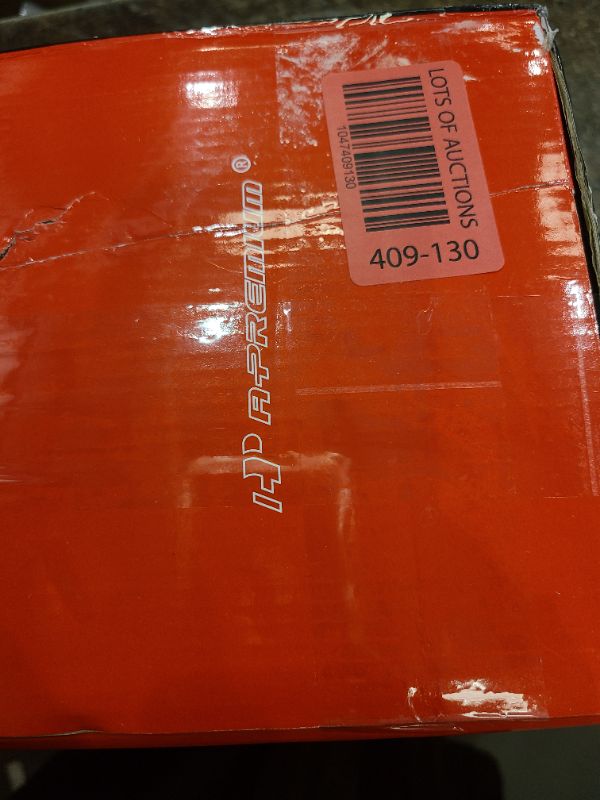 LOTS OF AUCTIONS
1047409130
409-130
A-PREMIUM®